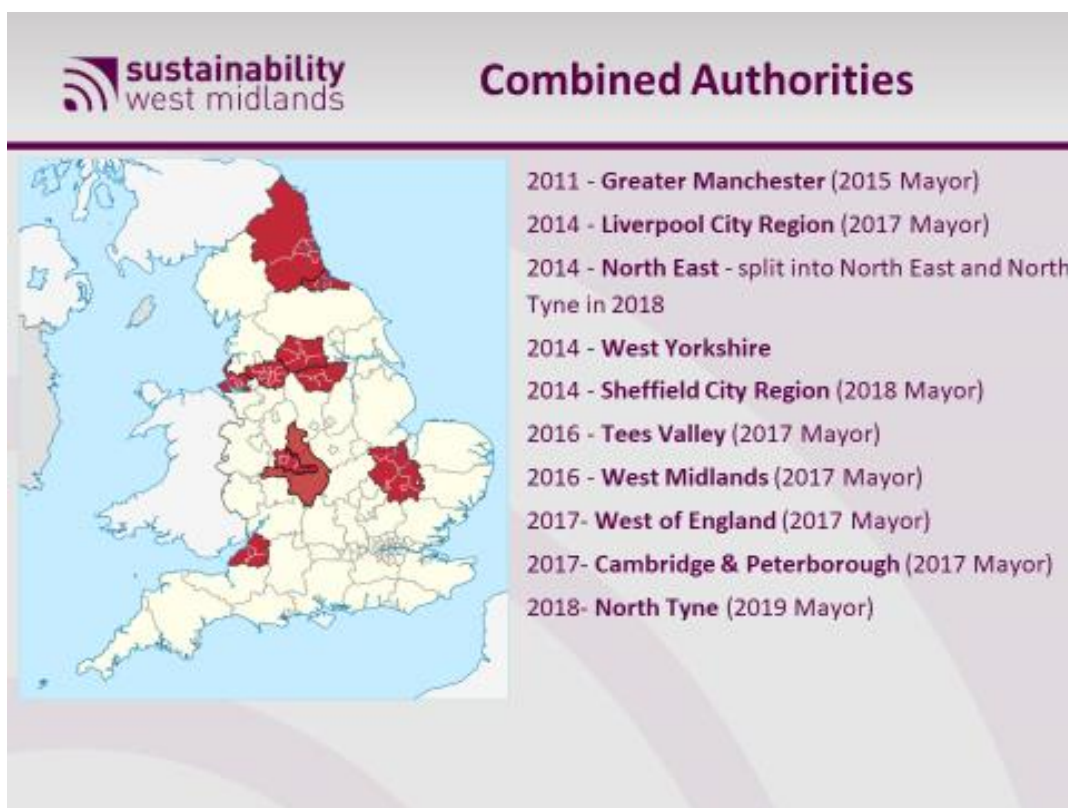 sustainability
west midlands
Combined Authorities
2011 - Greater Manchester (2015 Mayor)
2014 - Liverpool City Region (2017 Mayor)
2014 - North East - split into North East and North
Tyne in 2018
2014 - West Yorkshire
2014 - Sheffield City Region (2018 Mayor)
2016 - Tees Valley (2017 Mayor)
2016 - West Midlands (2017 Mayor)
2017- West of England (2017 Mayor)
2017- Cambridge & Peterborough (2017 Mayor)
2018- North Tyne (2019 Mayor)